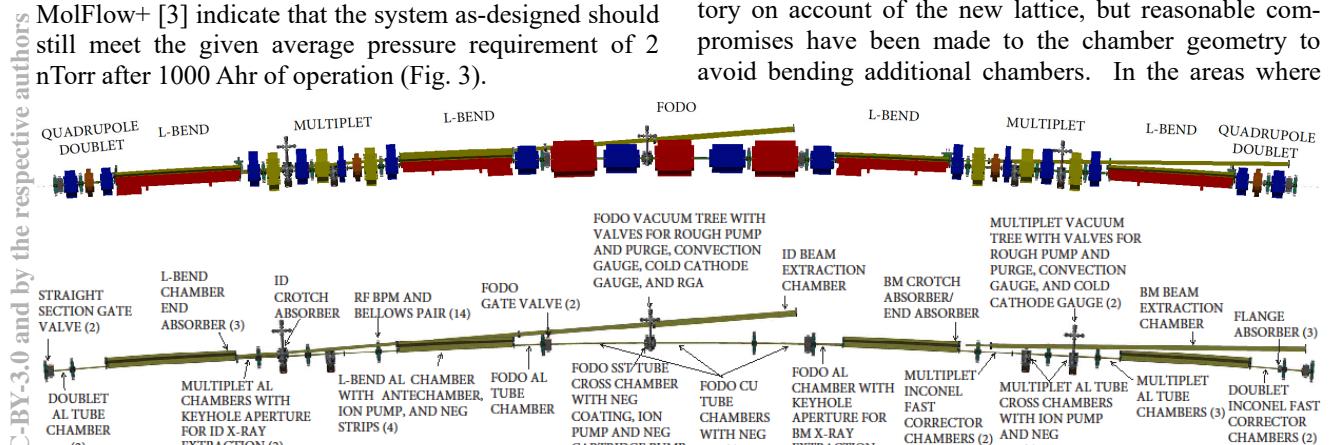 C-BY-3.0 and by the respective authors
MolFlow+ [3] indicate that the system as-designed should
still meet the given average pressure requirement of 2
nTorr after 1000 Ahr of operation (Fig. 3).
tory on account of the new lattice, but reasonable com-
promises have been made to the chamber geometry to
avoid bending additional chambers. In the areas where
QUADRUPOLE
DOUBLET
L-BEND
MULTIPLET
L-BEND
FODO
L-BEND
MULTIPLET
L-BEND
QUADRUPOLE
DOUBLET
STRAIGHT
SECTION GATE
VALVE (2)
L-BEND
CHAMBER
END
ABSORBER (3)
ID
CROTCH
ABSORBER
RF BPM AND
BELLOWS PAIR (14)
FODO
GATE VALVE (2)
FODO VACUUM TREE WITH
VALVES FOR ROUGH PUMP
AND PURGE, CONVECTION
GAUGE, COLD CATHODE
GAUGE, AND RGA
ID BEAM
EXTRACTION
CHAMBER
BM CROTCH
ABSORBER/
END ABSORBER
MULTIPLET VACUUM
TREE WITH VALVES FOR
ROUGH PUMP AND
PURGE, CONVECTION
GAUGE, AND COLD
CATHODE GAUGE (2)
BM BEAM
EXTRACTION
CHAMBER
FLANGE
ABSORBER (3)
DOUBLET
AL TUBE
CHAMBER
(2)
MULTIPLET AL
CHAMBERS WITH
KEYHOLE APERTURE
FOR ID X-RAY
EXTRACTION (2)
L-BEND AL CHAMBER
WITH ANTECHAMBER,
ION PUMP, AND NEG
STRIPS (4)
FODO AL
TUBE
CHAMBER
FODO SST TUBE
CROSS CHAMBER
WITH NEG
COATING, ION
PUMP AND NEG
CARTRIDGE PUMP
FODO CU
TUBE
CHAMBERS
WITH NEG
FODO AL
CHAMBER WITH
KEYHOLE
APERTURE FOR
BM X-RAY
EXTRACTION
MULTIPLET
INCONEL
FAST
CORRECTOR
CHAMBERS (2)
MULTIPLET AL TUBE
CROSS CHAMBERS
WITH ION PUMP
AND NEG
MULTIPLET
AL TUBE
CHAMBERS (3)
DOUBLET
INCONEL FAST
CORRECTOR
CHAMBERS (2)